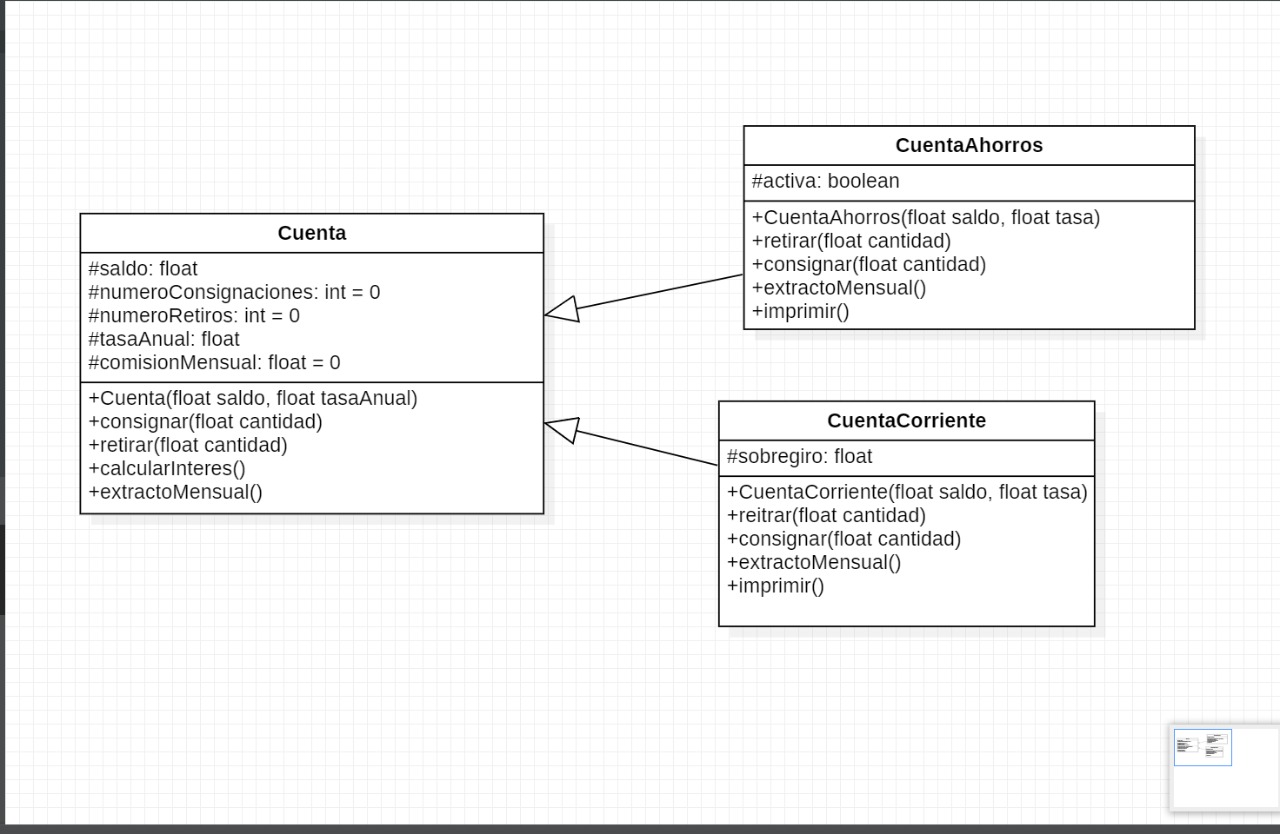 Cuenta
#saldo: float
#numeroConsignaciones: int = 0
#numeroRetiros: int = 0
#tasaAnual: float
#comisionMensual: float = 0
+Cuenta(float saldo, float tasaAnual)
+consignar(float cantidad)
+retirar(float cantidad)
+calcularInteres()
+extractoMensual()
CuentaAhorros
#activa: boolean
+CuentaAhorros(float saldo, float tasa)
+retirar(float cantidad)
+consignar(float cantidad)
+extractoMensual()
+imprimir()
CuentaCorriente
#sobregiro: float
+CuentaCorriente(float saldo, float tasa)
+reitrar(float cantidad)
+consignar(float cantidad)
+extractoMensual()
+imprimir()